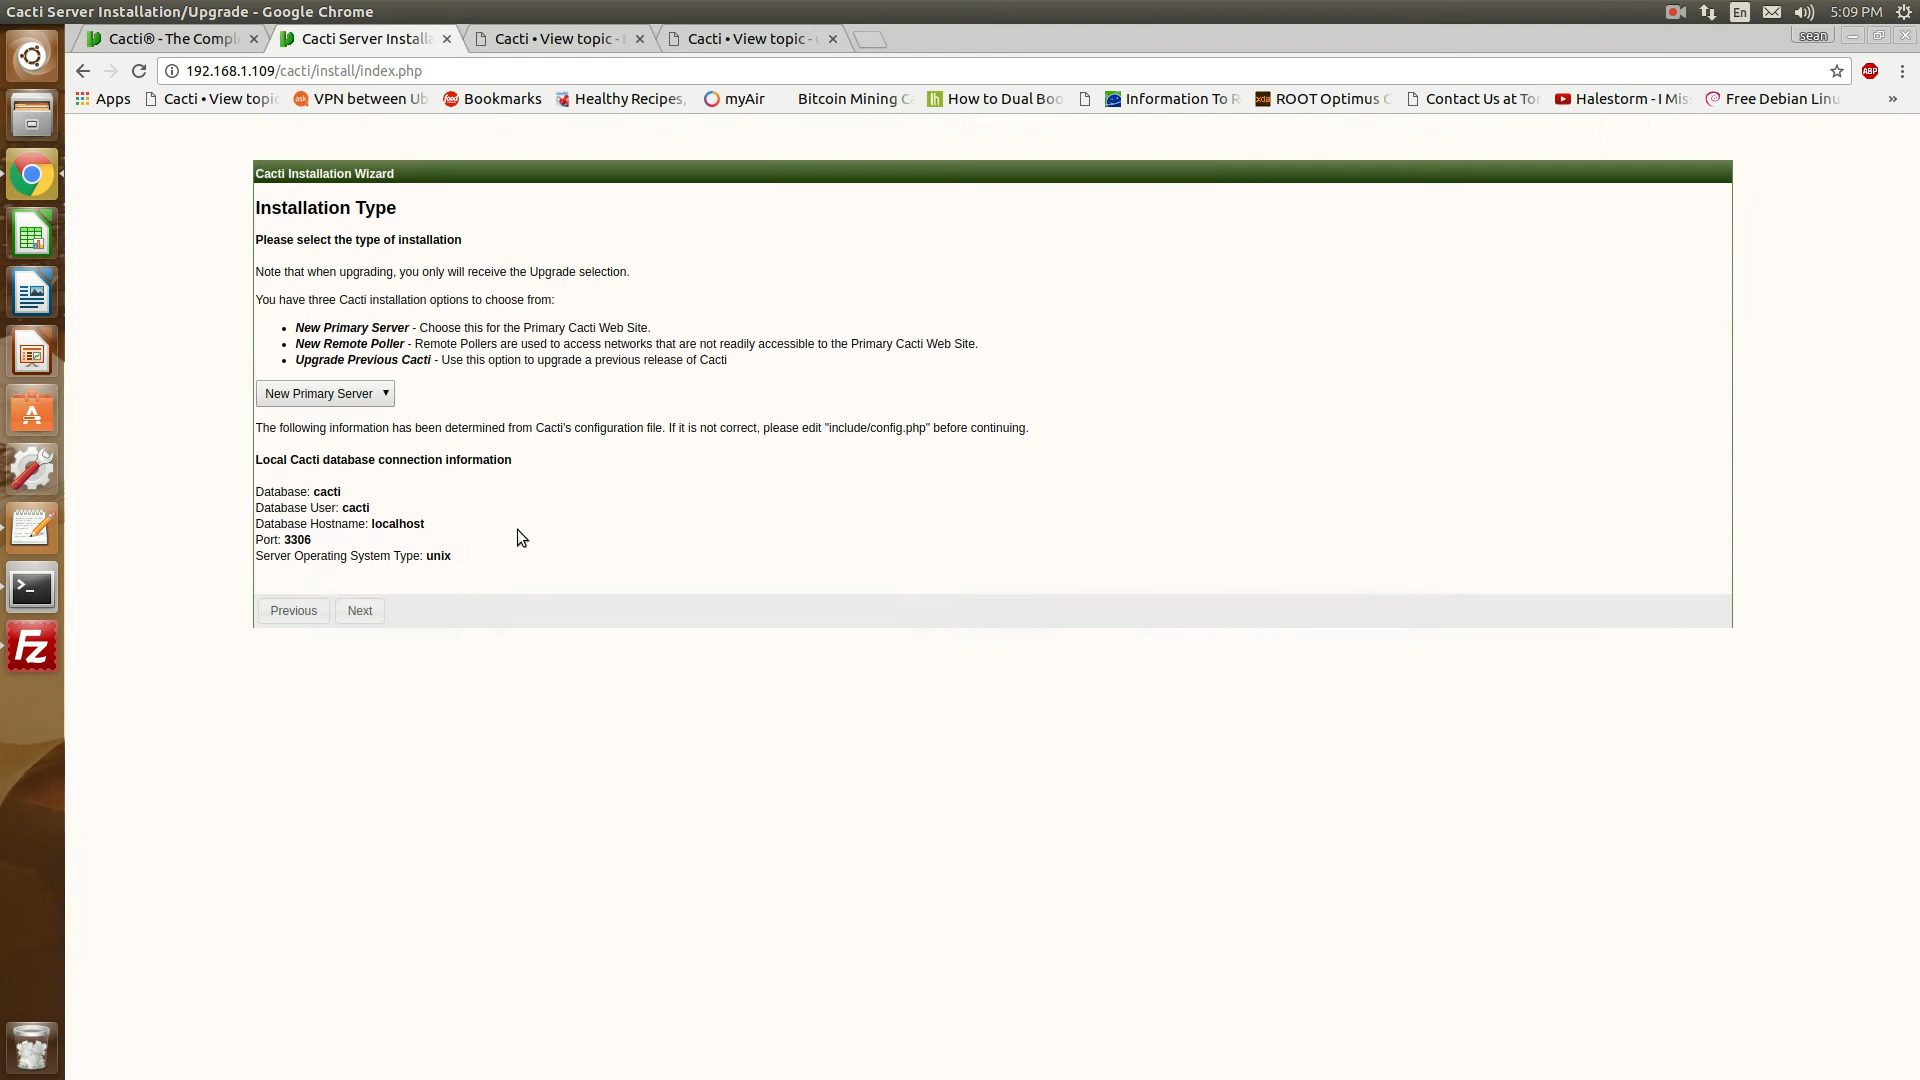 Cacti Server Installation/Upgrade - Google Chrome
En
5:09 PM
Cacti® - The Compl
Cacti Server Installa
Cacti • View topic -
Cacti • View topic -
sean
192.168.1.109/cacti/install/index.php
ABP
Apps
Cacti • View topic
ask
VPN between Ub
food
Bookmarks
Healthy Recipes,
myAir
Bitcoin Mining C
How to Dual Boo
Information To R
xda
ROOT Optimus
Contact Us at Tor
Halestorm - I Mis
Free Debian Linu
»
Cacti Installation Wizard
Installation Type
Please select the type of installation
Note that when upgrading, you only will receive the Upgrade selection.
You have three Cacti installation options to choose from:
• New Primary Server - Choose this for the Primary Cacti Web Site.
• New Remote Poller - Remote Pollers are used to access networks that are not readily accessible to the Primary Cacti Web Site.
• Upgrade Previous Cacti - Use this option to upgrade a previous release of Cacti
New Primary Server
The following information has been determined from Cacti's configuration file. If it is not correct, please edit "include/config.php" before continuing.
Local Cacti database connection information
Database: cacti
Database User: cacti
Database Hostname: localhost
Port: 3306
Server Operating System Type: unix
Previous
Next
Fz